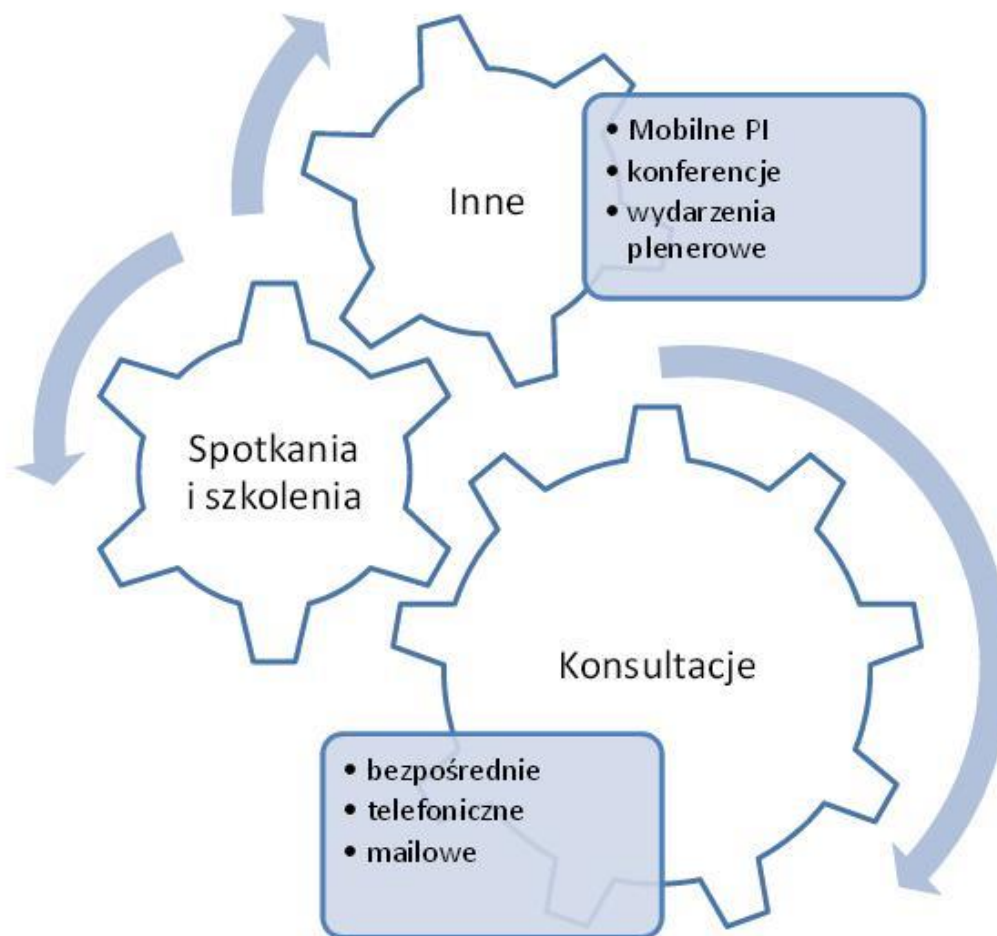 Inne
• Mobilne PI
• konferencje
• wydarzenia
plenerowe
Spotkania
i szkolenia
Konsultacje
• bezpośrednie
• telefoniczne
• mailowe